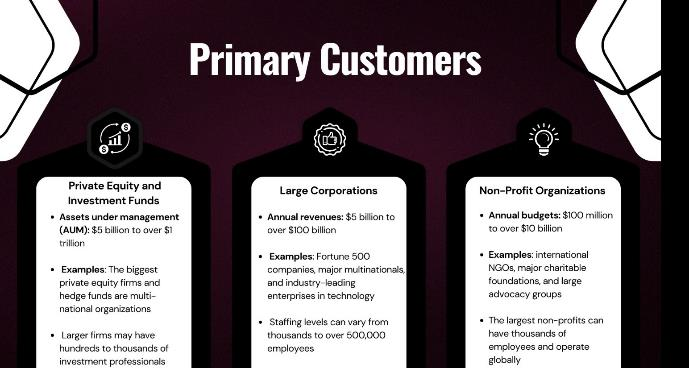 Primary Customers
Private Equity and
Investment Funds
• Assets under management
(AUM): $5 billion to over $1
trillion
• Examples: The biggest
private equity firms and
hedge funds are multi-
national organizations
• Larger firms may have
hundreds to thousands of
investment professionals
Large Corporations
• Annual revenues: $5 billion to
over $100 billion
• Examples: Fortune 500
companies, major multinationals,
and industry-leading
enterprises in technology
• Staffing levels can vary from
thousands to over 500,000
employees
Non-Profit Organizations
• Annual budgets: $100 million
to over $10 billion
• Examples: international
NGOs, major charitable
foundations, and large
advocacy groups
• The largest non-profits can
have thousands of
employees and operate
globally